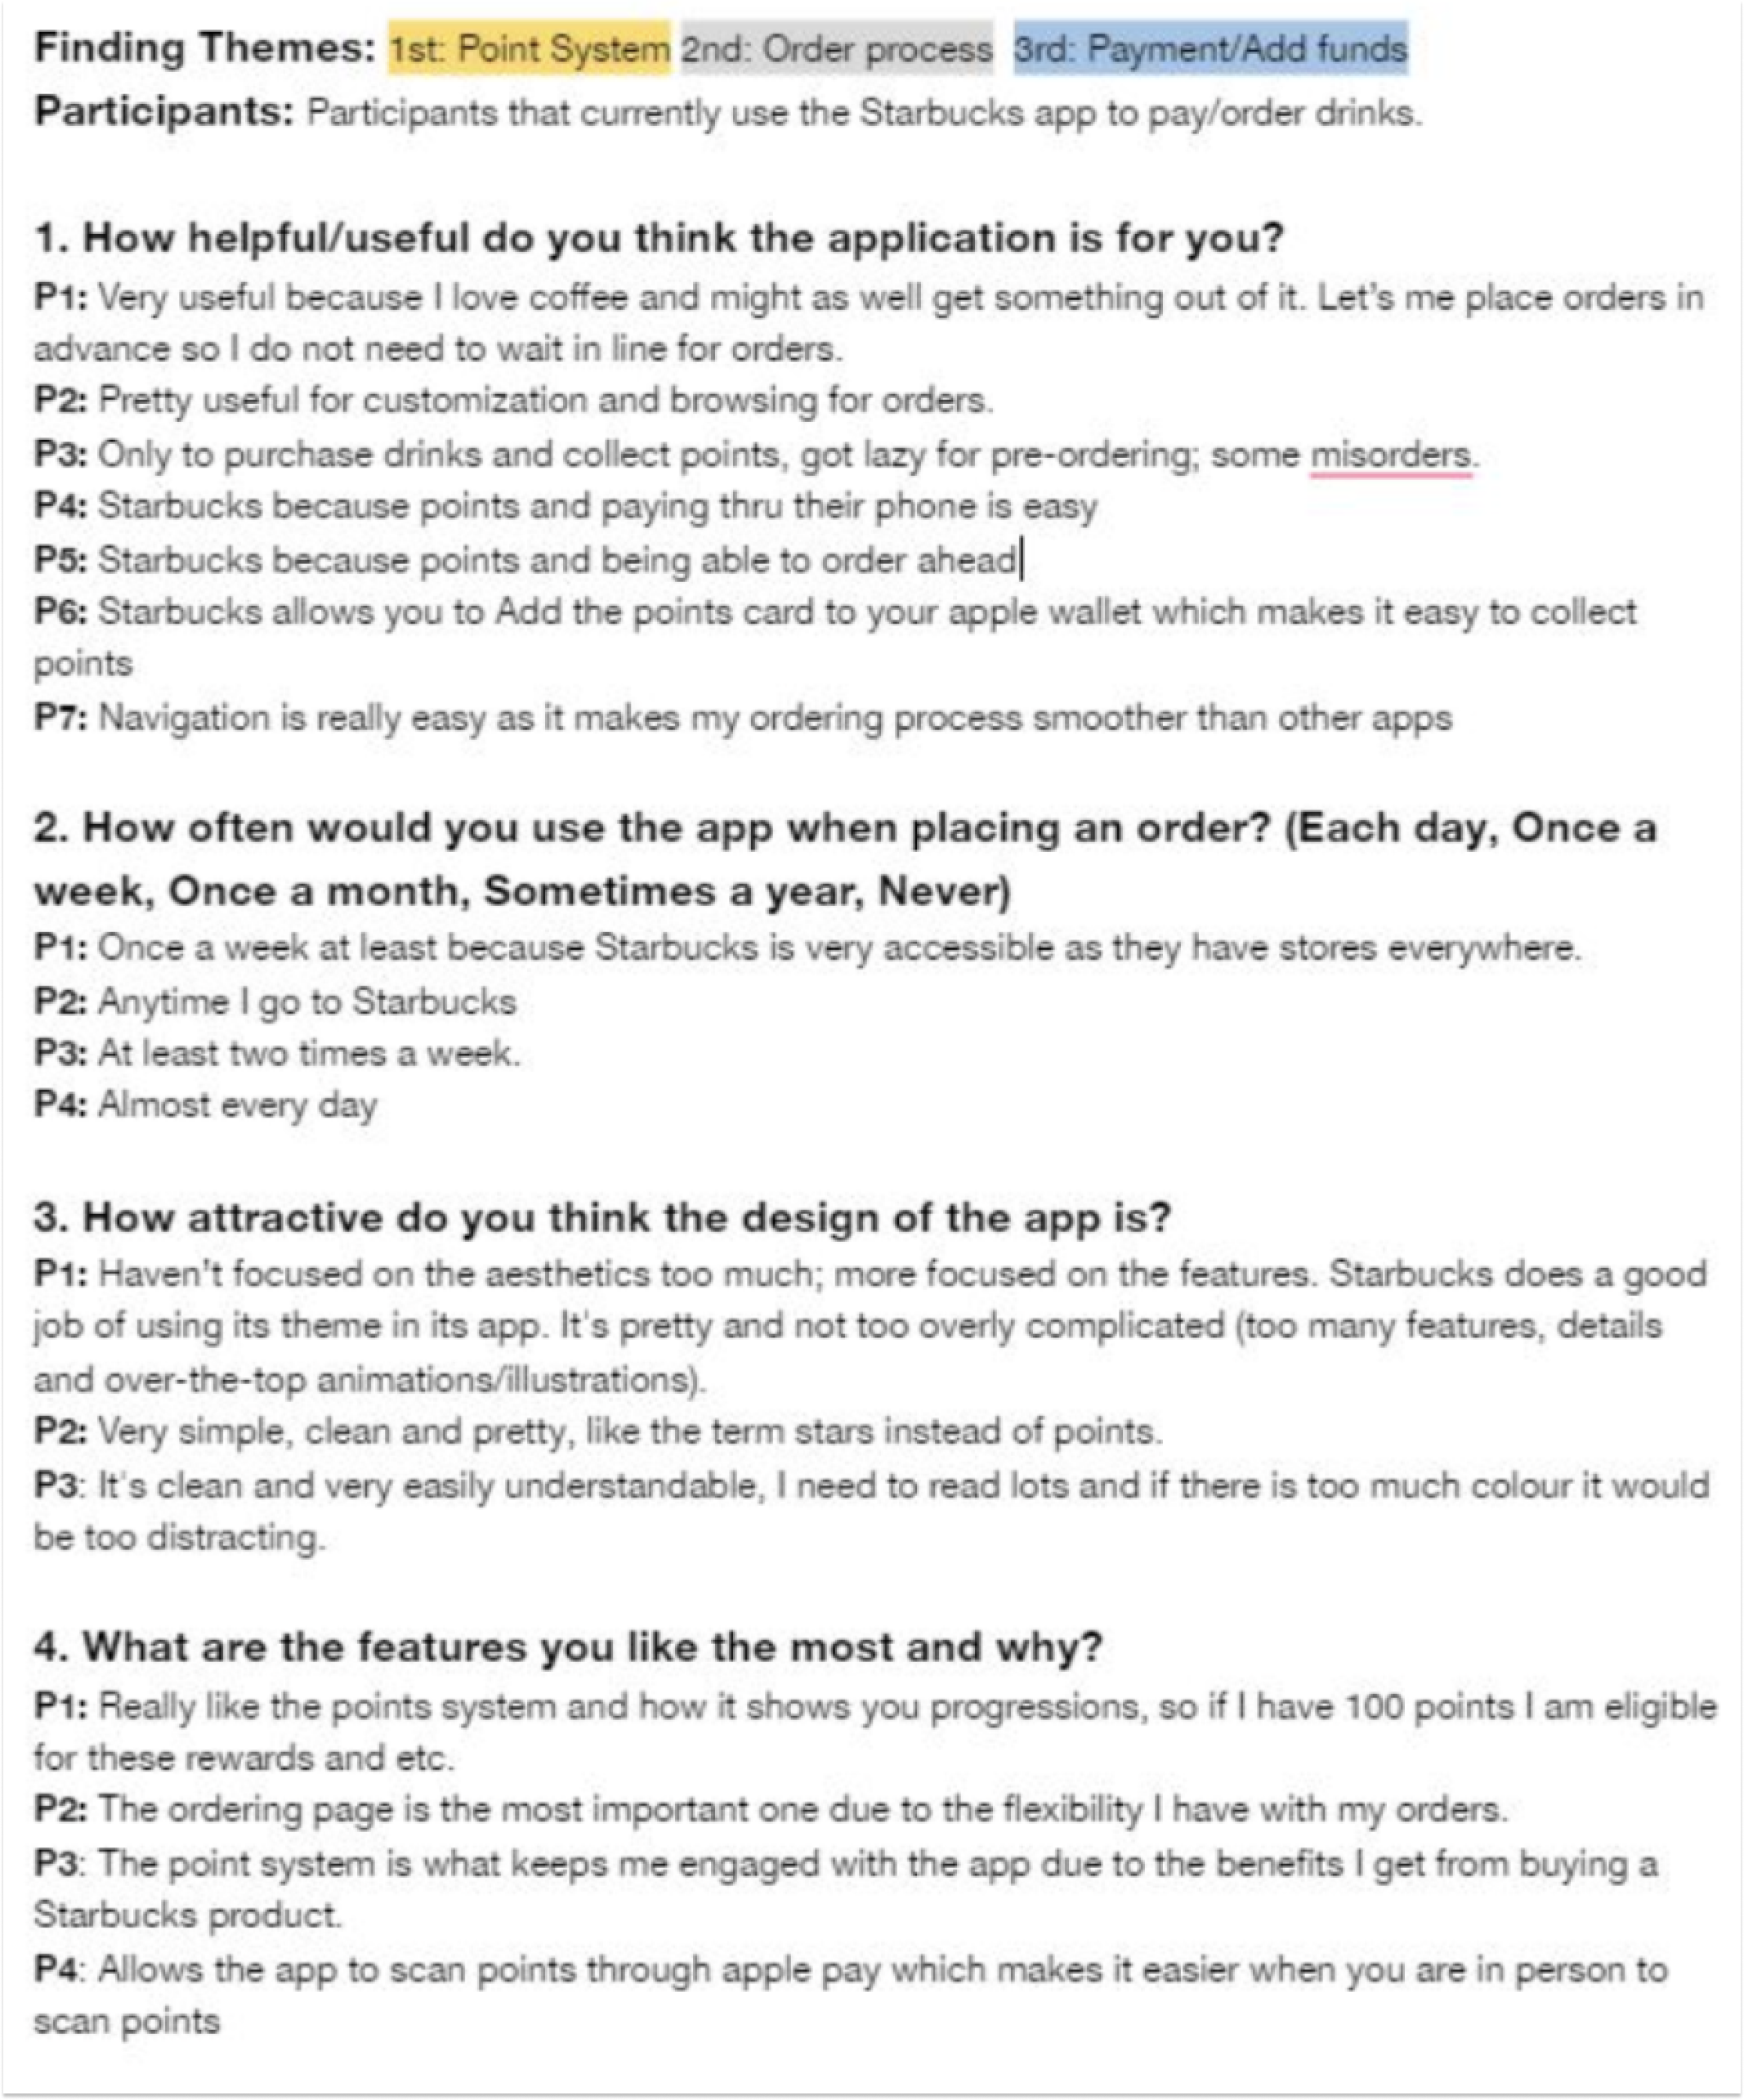 Finding Themes: 1st: Point System 2nd: Order process 3rd: Payment/Add funds
Participants: Participants that currently use the Starbucks app to pay/order drinks.
1. How helpful/useful do you think the application is for you?
P1: Very useful because I love coffee and might as well get something out of it. Let's me place orders in
advance so I do not need to wait in line for orders.
P2: Pretty useful for customization and browsing for orders.
P3: Only to purchase drinks and collect points, got lazy for pre-ordering; some misorders.
P4: Starbucks because points and paying thru their phone is easy
P5: Starbucks because points and being able to order ahead
P6: Starbucks allows you to Add the points card to your apple wallet which makes it easy to collect
points
P7: Navigation is really easy as it makes my ordering process smoother than other apps
2. How often would you use the app when placing an order? (Each day, Once a
week, Once a month, Sometimes a year, Never)
P1: Once a week at least because Starbucks is very accessible as they have stores everywhere.
P2: Anytime I go to Starbucks
P3: At least two times a week.
P4: Almost every day
3. How attractive do you think the design of the app is?
P1: Haven't focused on the aesthetics too much; more focused on the features. Starbucks does a good
job of using its theme in its app. It's pretty and not too overly complicated (too many features, details
and over-the-top animations/illustrations).
P2: Very simple, clean and pretty, like the term stars instead of points.
P3: It's clean and very easily understandable, I need to read lots and if there is too much colour it would
be too distracting.
4. What are the features you like the most and why?
P1: Really like the points system and how it shows you progressions, so if I have 100 points I am eligible
for these rewards and etc.
P2: The ordering page is the most important one due to the flexibility I have with my orders.
P3: The point system is what keeps me engaged with the app due to the benefits I get from buying a
Starbucks product.
P4: Allows the app to scan points through apple pay which makes it easier when you are in person to
scan points